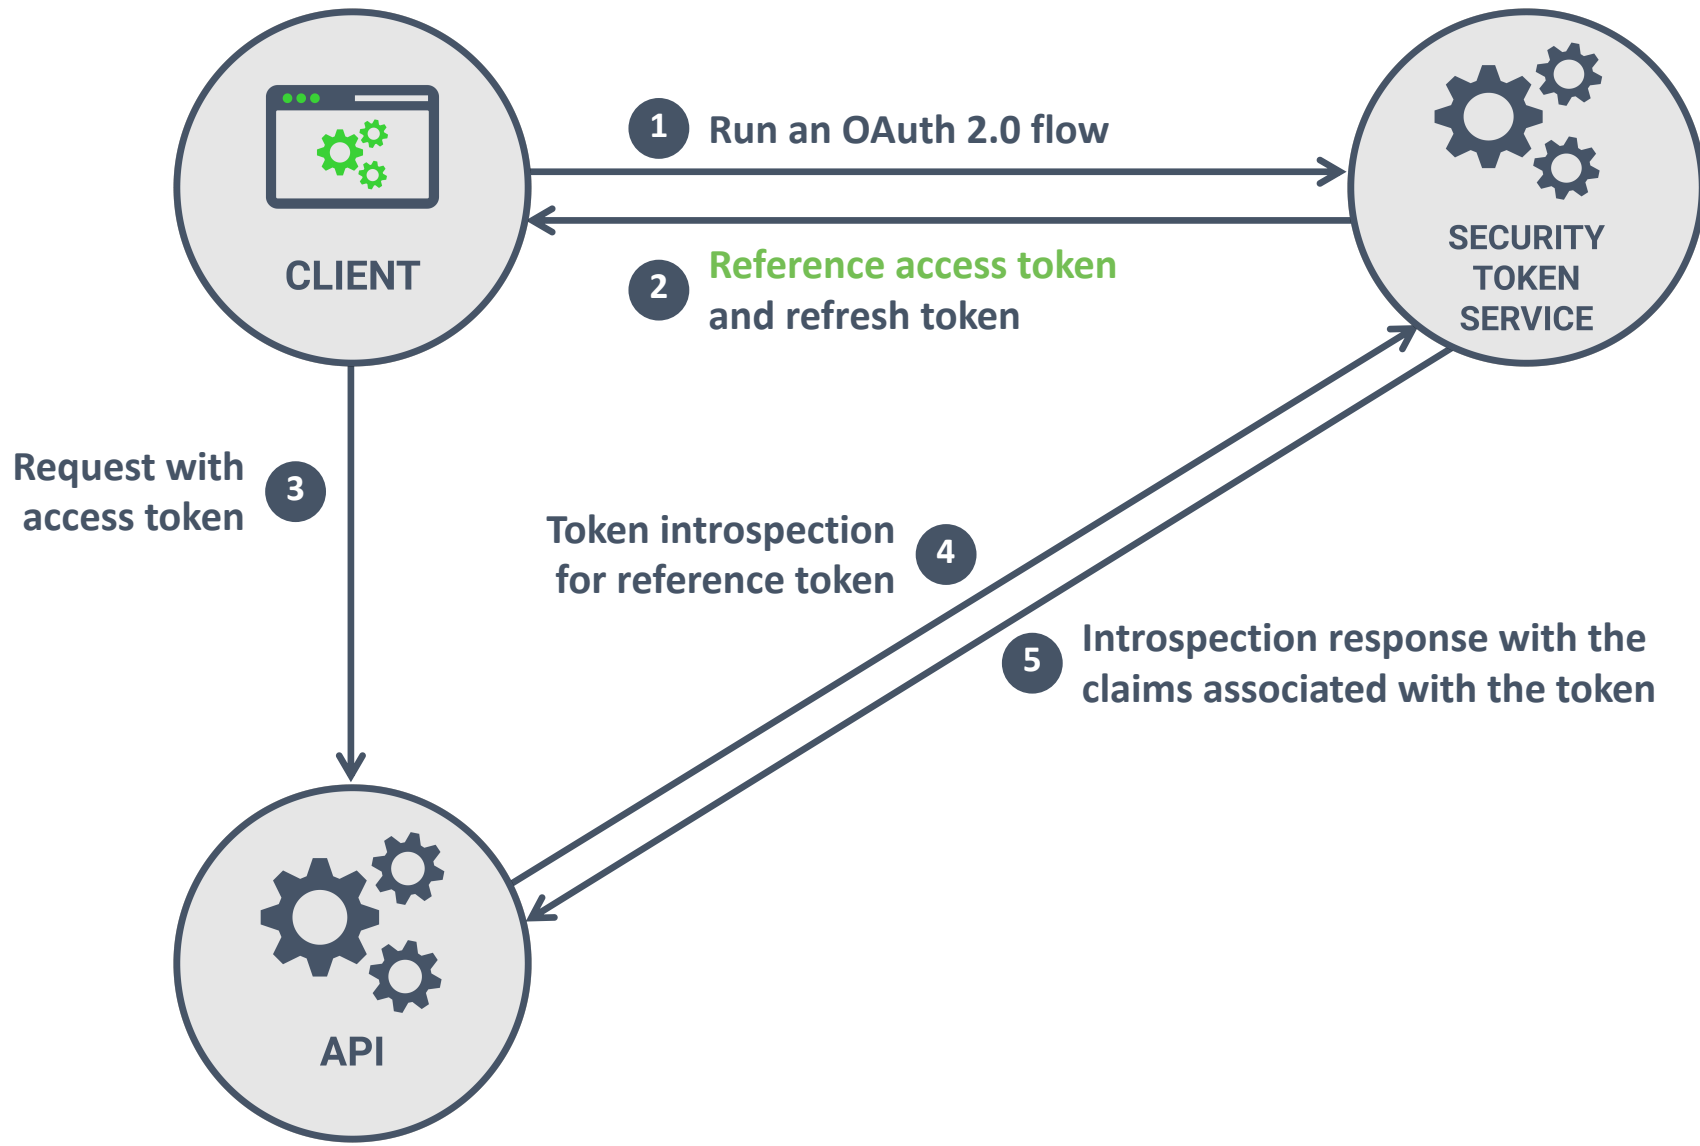 1 Run an OAuth 2.0 flow
CLIENT
2 Reference access token
and refresh token
SECURITY
TOKEN
SERVICE
Request with
access token 3
Token introspection
for reference token 4
5 Introspection response with the
claims associated with the token
API